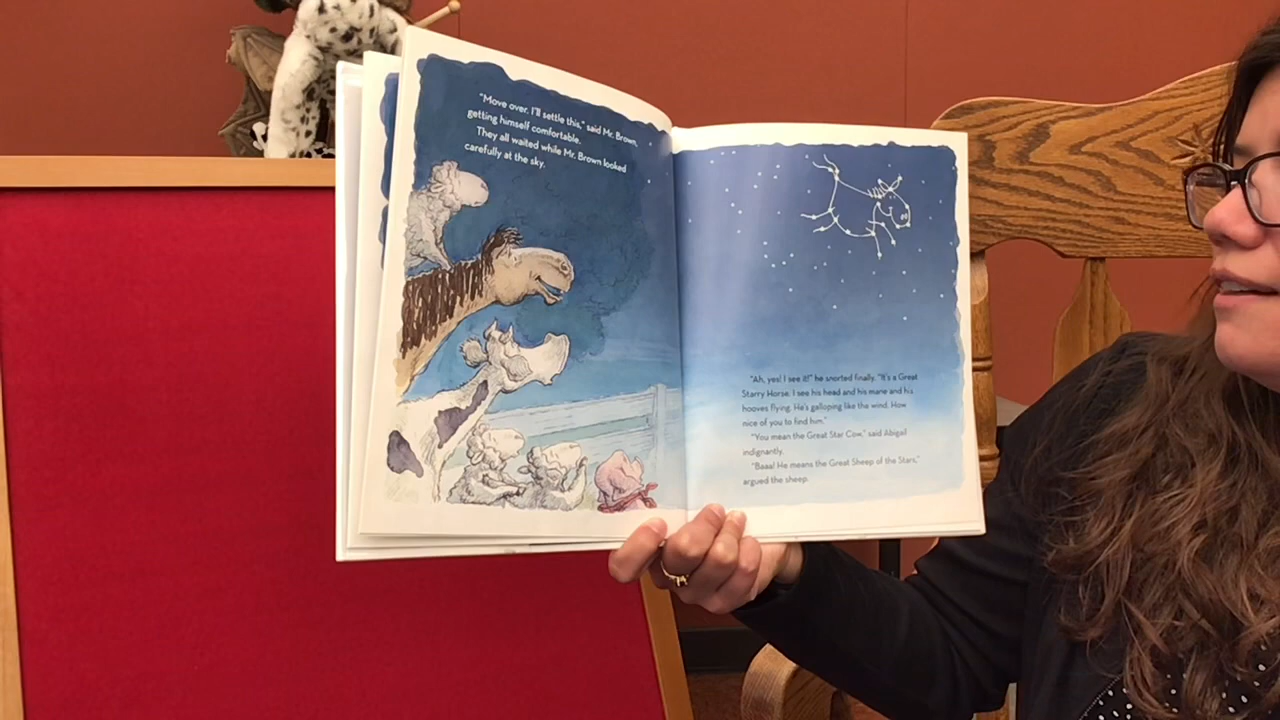 "Move over. I'll settle this," said Mr. Brown,
getting himself comfortable.
They all waited while Mr. Brown looked
carefully at the sky.
"Ah, yes! I see it!" he snorted finally. "It's a Great
Starry Horse. I see his head and his mane and his
hooves flying. He's galloping like the wind. How
nice of you to find him."
"You mean the Great Star Cow," said Abigail
indignantly.
"Baaa! He means the Great Sheep of the Stars,"
argued the sheep.